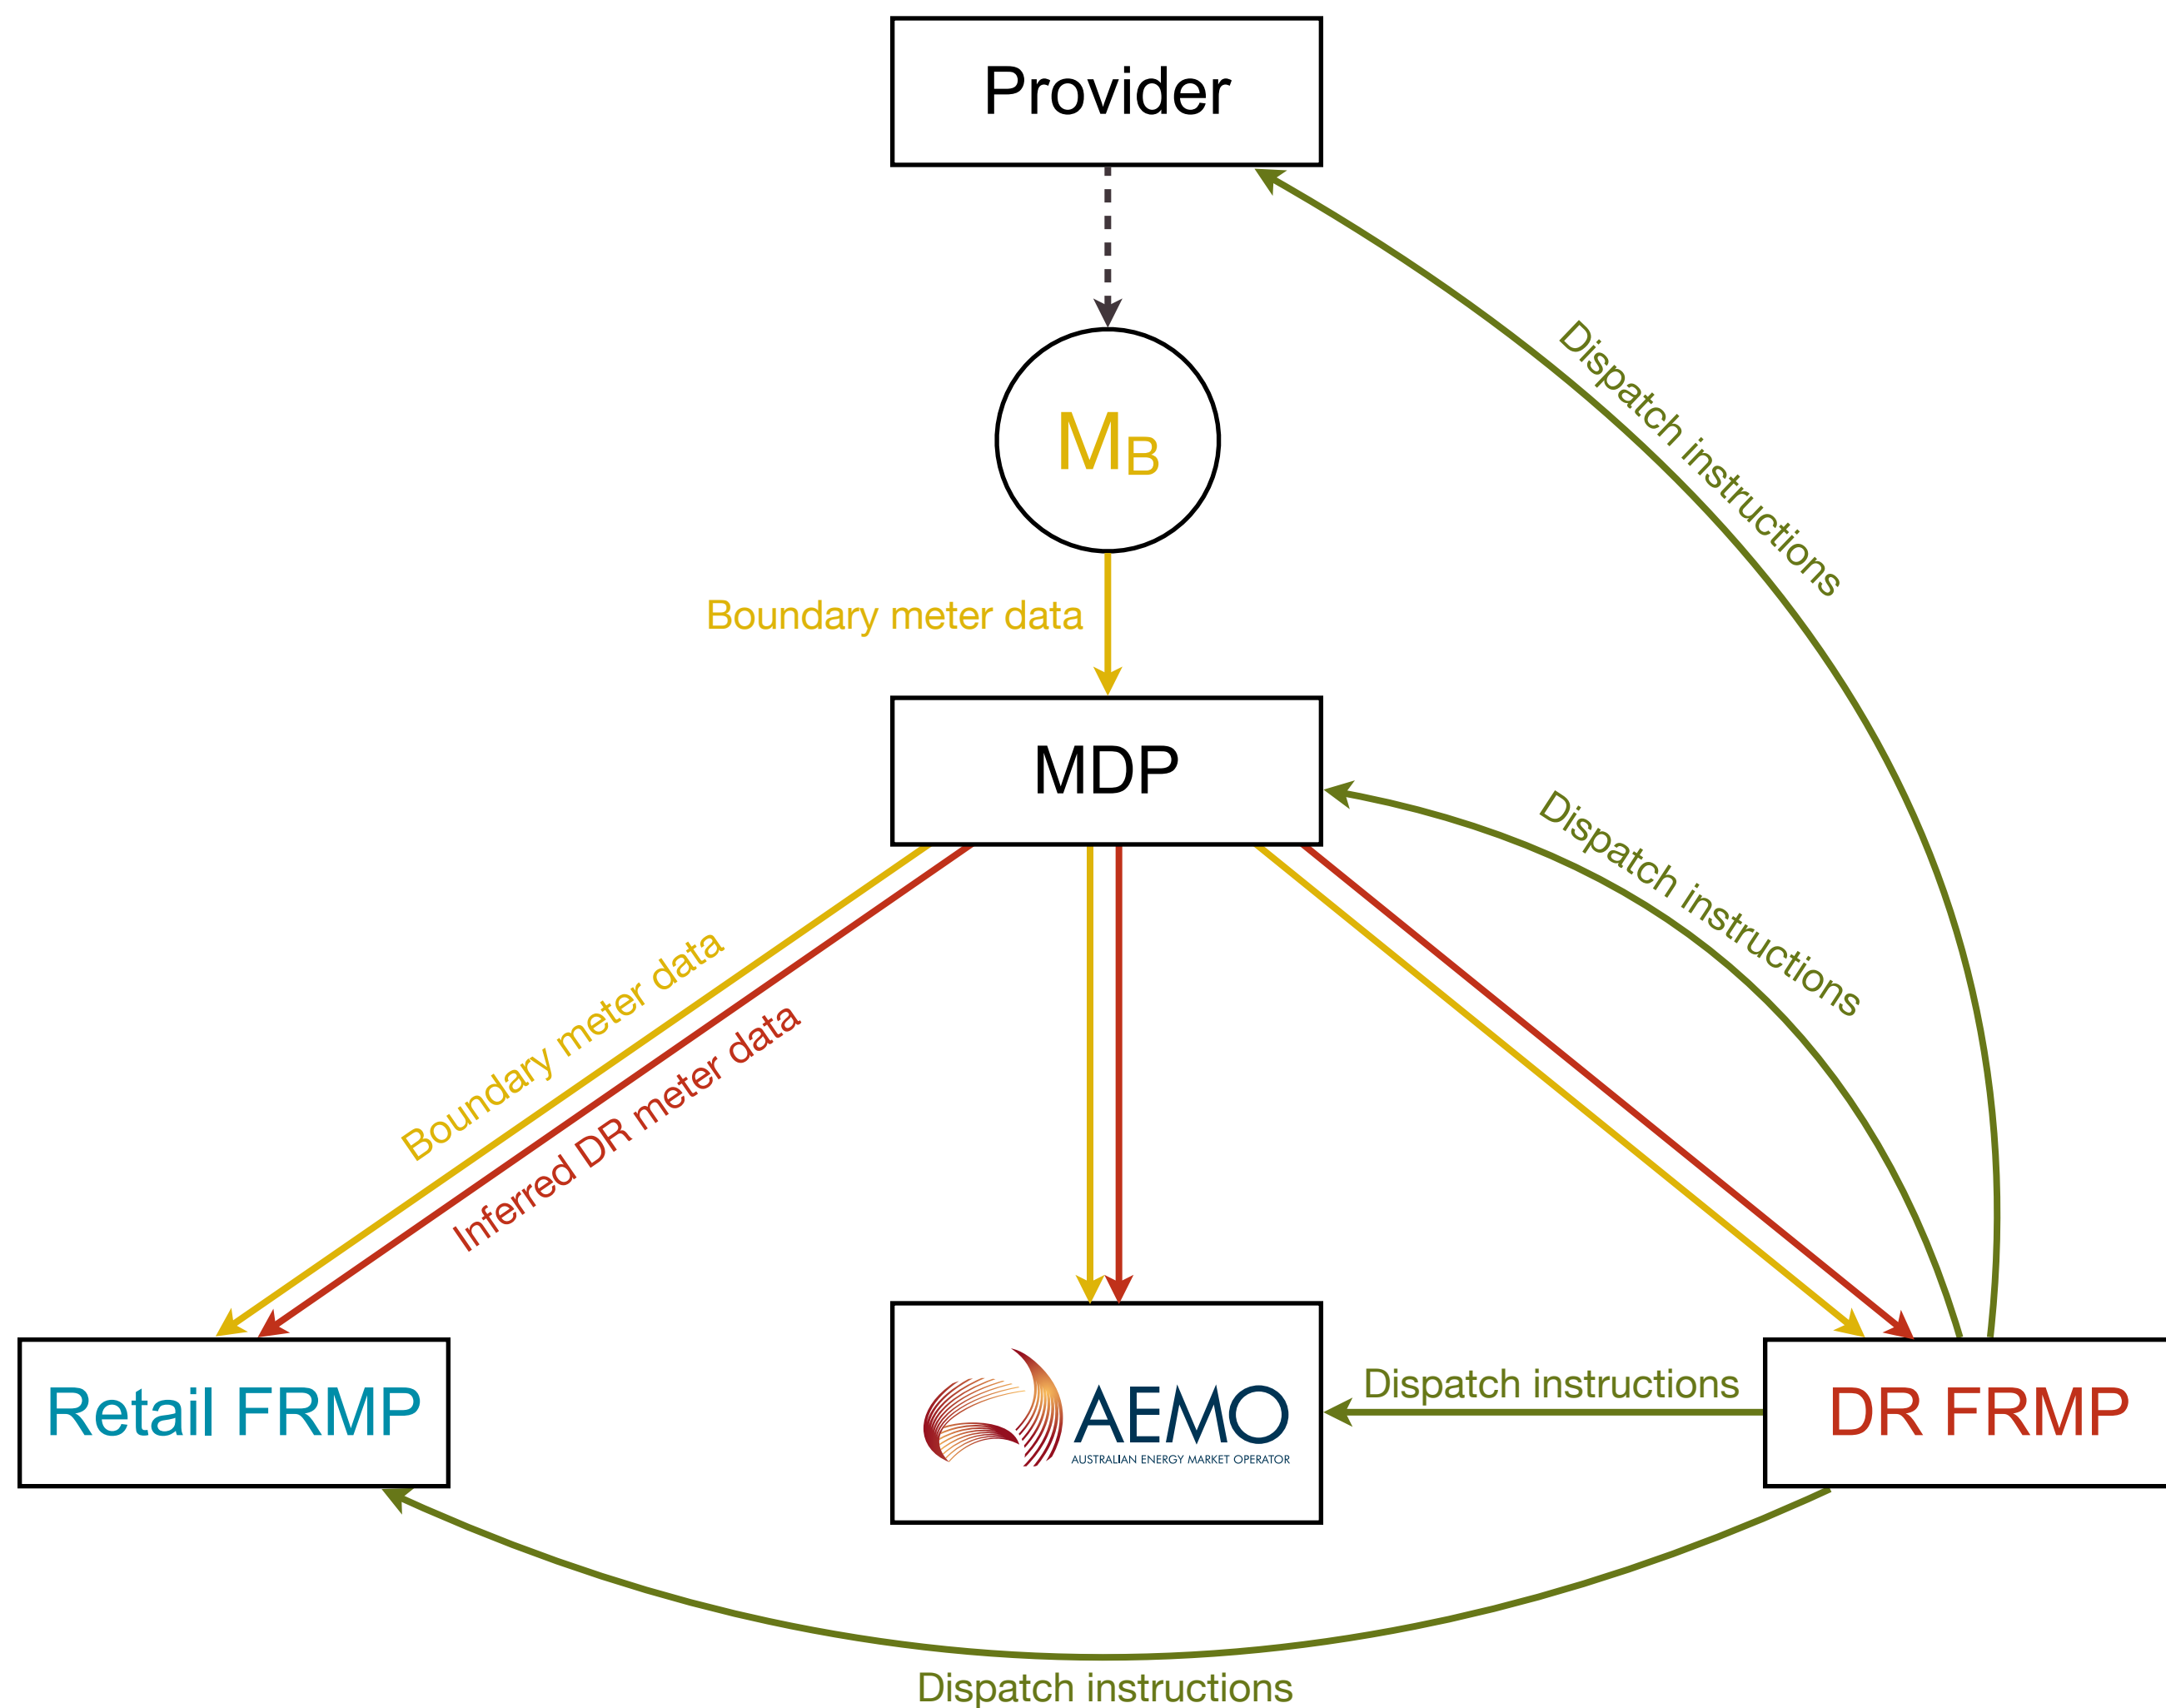 Provider
Dispatch instructions
MB
Boundary meter data
MDP
Dispatch instructions
Boundary meter data
Inferred DR meter data
Retail FRMP
AEMO
AUSTRALIAN ENERGY MARKET OPERATOR
Dispatch instructions
DR FRMP
Dispatch instructions